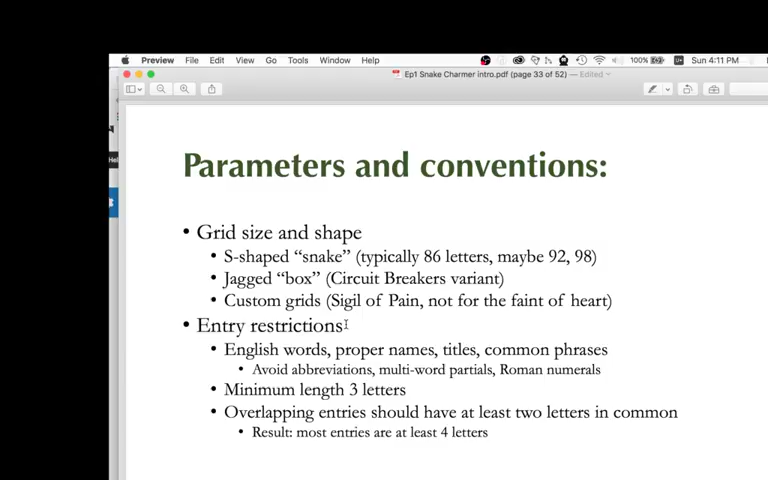 Preview File Edit View Go Tools Window Help 100% Sun 4:11 PM
Ep1 Snake Charmer intro.pdf (page 33 of 52) — Edited
Hel
Parameters and conventions:
• Grid size and shape
• S-shaped “snake” (typically 86 letters, maybe 92, 98)
• Jagged “box” (Circuit Breakers variant)
• Custom grids (Sigil of Pain, not for the faint of heart)
• Entry restrictions
• English words, proper names, titles, common phrases
• Avoid abbreviations, multi-word partials, Roman numerals
• Minimum length 3 letters
• Overlapping entries should have at least two letters in common
• Result: most entries are at least 4 letters